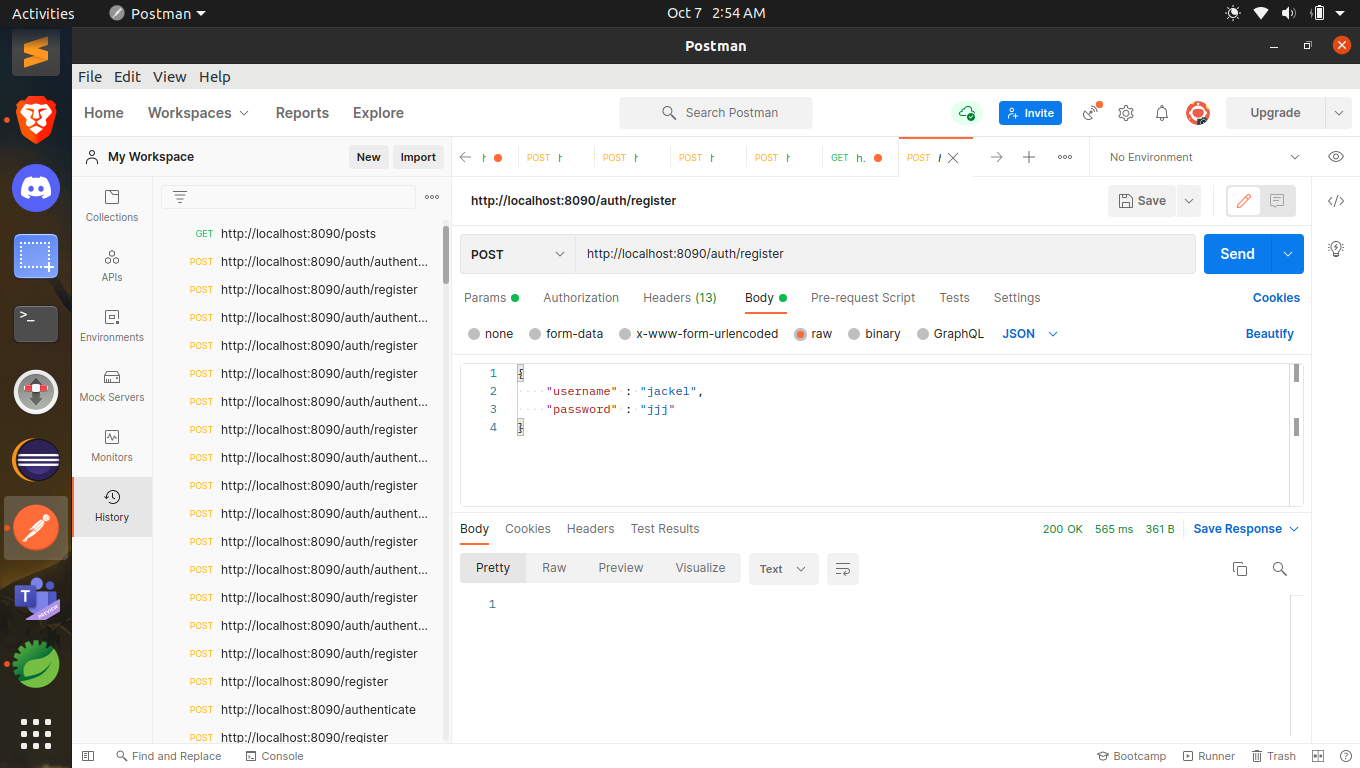 Activities
Postman
Oct 7 2:54 AM
Postman
File Edit View Help
Home
Workspaces
Reports
Explore
Search Postman
Invite
Upgrade
My Workspace
New
Import
POST
POST
POST
POST
GET
POST
No Environment
Collections
APIs
Environments
Mock Servers
Monitors
History
GET http://localhost:8090/posts
POST http://localhost:8090/auth/authent...
POST http://localhost:8090/auth/register
POST http://localhost:8090/auth/authent...
POST http://localhost:8090/auth/register
POST http://localhost:8090/auth/register
POST http://localhost:8090/auth/authent...
POST http://localhost:8090/auth/register
POST http://localhost:8090/auth/authent...
POST http://localhost:8090/auth/register
POST http://localhost:8090/auth/authent...
POST http://localhost:8090/auth/register
POST http://localhost:8090/auth/authent...
POST http://localhost:8090/auth/register
POST http://localhost:8090/auth/authent...
POST http://localhost:8090/auth/register
POST http://localhost:8090/register
POST http://localhost:8090/authenticate
POST http://localhost:8090/register
http://localhost:8090/auth/register
Save
POST
http://localhost:8090/auth/register
Send
Params
Authorization
Headers (13)
Body
Pre-request Script
Tests
Settings
Cookies
none
form-data
x-www-form-urlencoded
raw
binary
GraphQL
JSON
Beautify
1 {
2 "username" : "jackel",
3 "password" : "jjj"
4 }
Body
Cookies
Headers
Test Results
200 OK
565 ms
361 B
Save Response
Pretty
Raw
Preview
Visualize
Text
1
Find and Replace
Console
Bootcamp
Runner
Trash